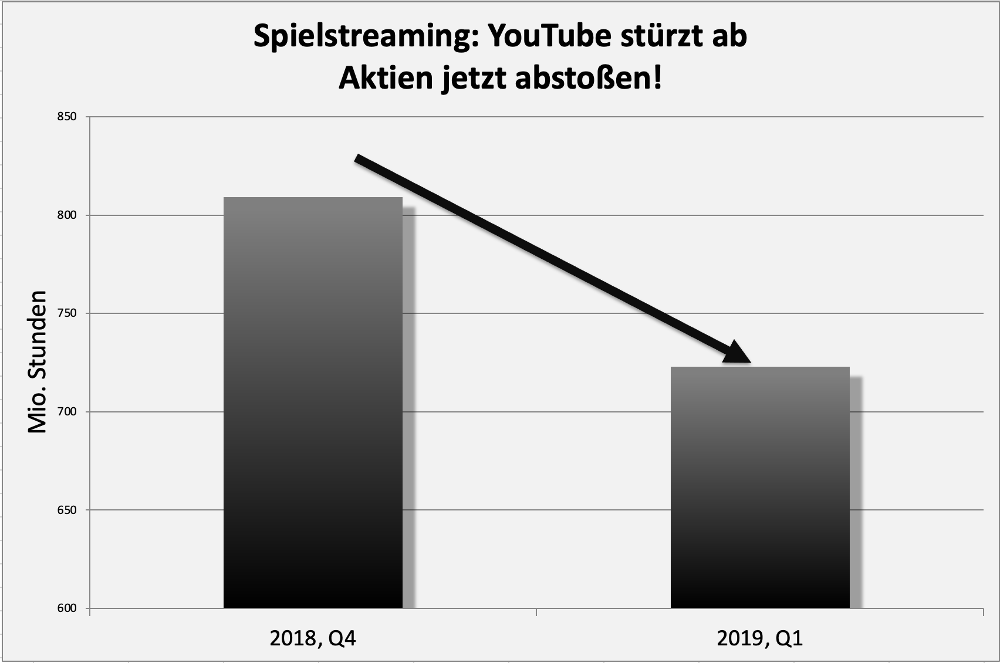 Spielstreaming: YouTube stürzt ab
Aktien jetzt abstoßen!
850
800
750
700
650
600
Mio. Stunden
2018, Q4
2019, Q1